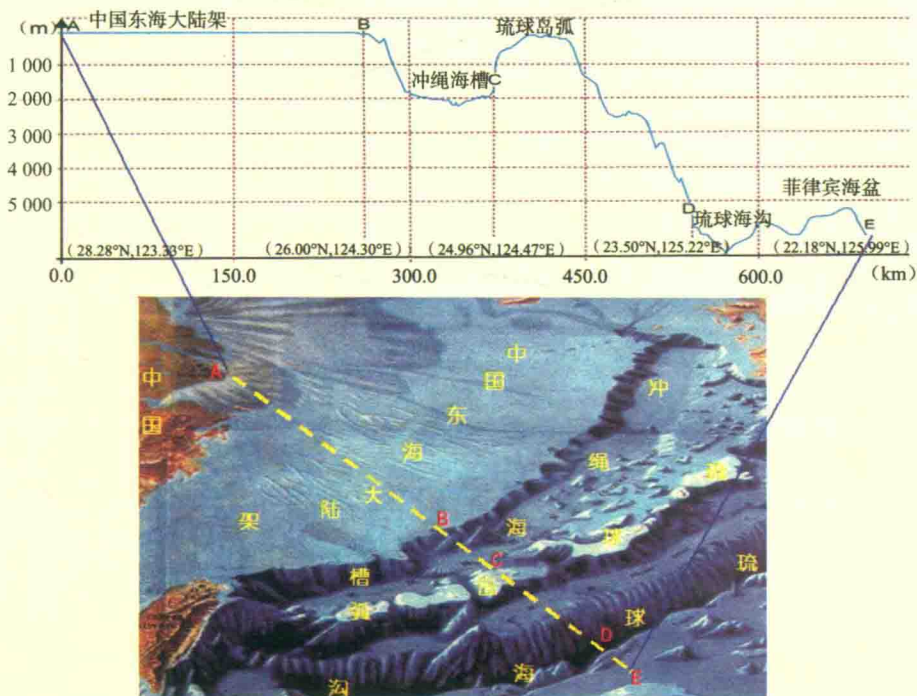 (m) A 中国东海大陆架 B 琉球岛弧
1 000
冲绳海槽 C
2 000
3 000
4 000
菲律宾海盆
5 000 D 琉球海沟 E
(28.28°N,123.33°E) (26.00°N,124.30°E) (24.96°N,124.47°E) (23.50°N,125.22°E) (22.18°N,125.99°E)
0.0 150.0 300.0 450.0 600.0 (km)
中国
A
中国东海大陆架
冲绳海槽
B
C
琉球岛弧
琉球海沟
D
E